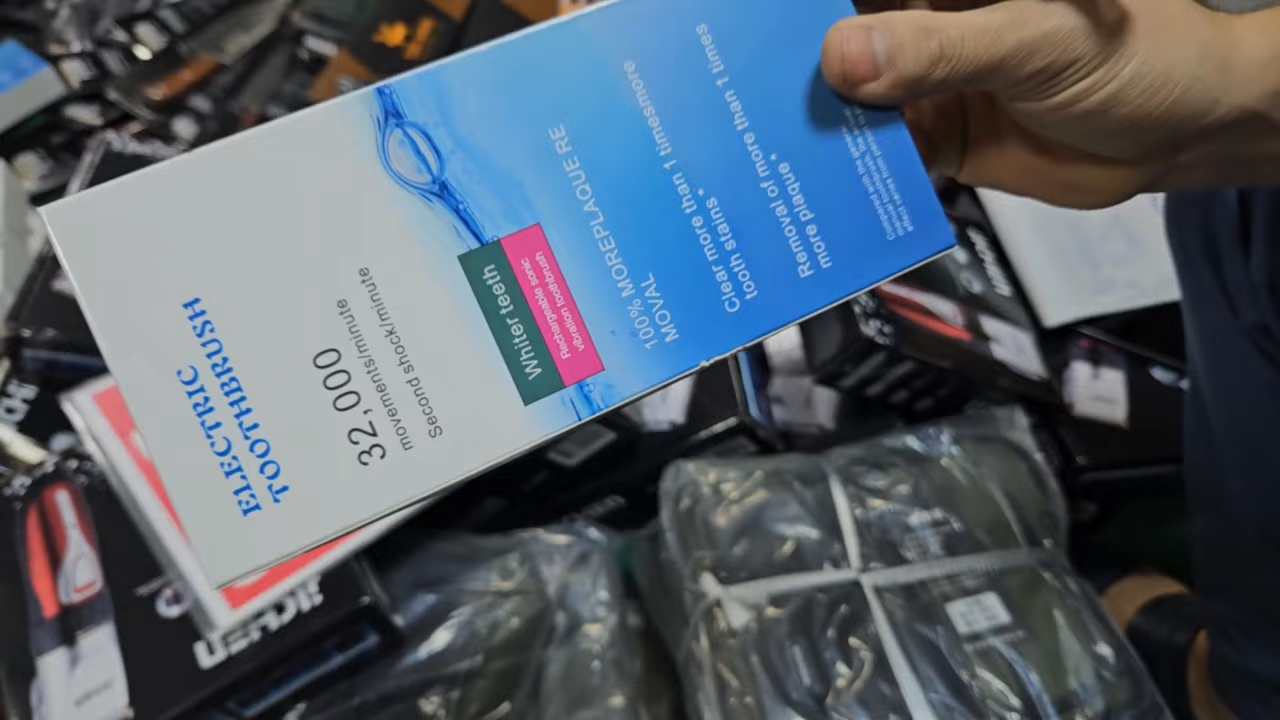 ELECTRIC
TOOTHBRUSH
32,000
movements/minute
Second shock/minute
Whiter teeth
Rechargeable sonic
vibration toothbrush
100% MOREPLAQUE RE
MOVAL
Clear more than 1 timesmore
tooth stains .
Removal of more than 1 times
more plaque .